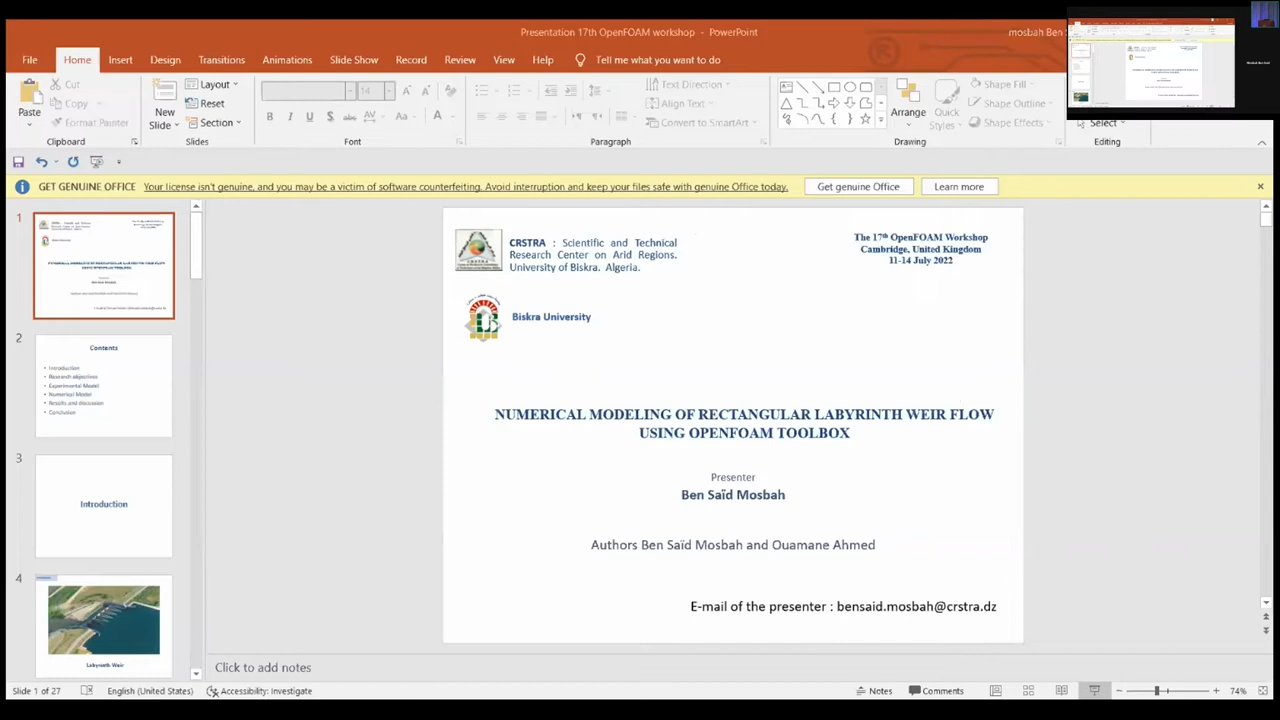 Presentation 17th OpenFOAM workshop - PowerPoint
mosbah Ben
File Home Insert Design Transitions Animations Slide Show Record Review View Help Tell me what you want to do
Paste
Cut
Copy
Format Painter
Clipboard
New
Slide
Layout
Reset
Section
Slides
Font
Text Direction
Align Text
Convert to SmartArt
Paragraph
Arrange
Quick
Styles
Shape Fill
Shape Outline
Shape Effects
Drawing
Select
Editing
GET GENUINE OFFICE Your license isn't genuine, and you may be a victim of software counterfeiting. Avoid interruption and keep your files safe with genuine Office today. Get genuine Office Learn more
1
2
Contents
Introduction
Research objectives
Experimental Model
Numerical Model
Results and discussion
Conclusion
3
Introduction
4
Labyrinth Weir
CRSTRA : Scientific and Technical
Research Center on Arid Regions.
University of Biskra. Algeria.
The 17th OpenFOAM Workshop
Cambridge, United Kingdom
11-14 July 2022
Biskra University
NUMERICAL MODELING OF RECTANGULAR LABYRINTH WEIR FLOW
USING OPENFOAM TOOLBOX
Presenter
Ben Saïd Mosbah
Authors Ben Saïd Mosbah and Ouamane Ahmed
E-mail of the presenter : bensaid.mosbah@crstra.dz
Click to add notes
Slide 1 of 27 English (United States) Accessibility: Investigate Notes Comments 74%